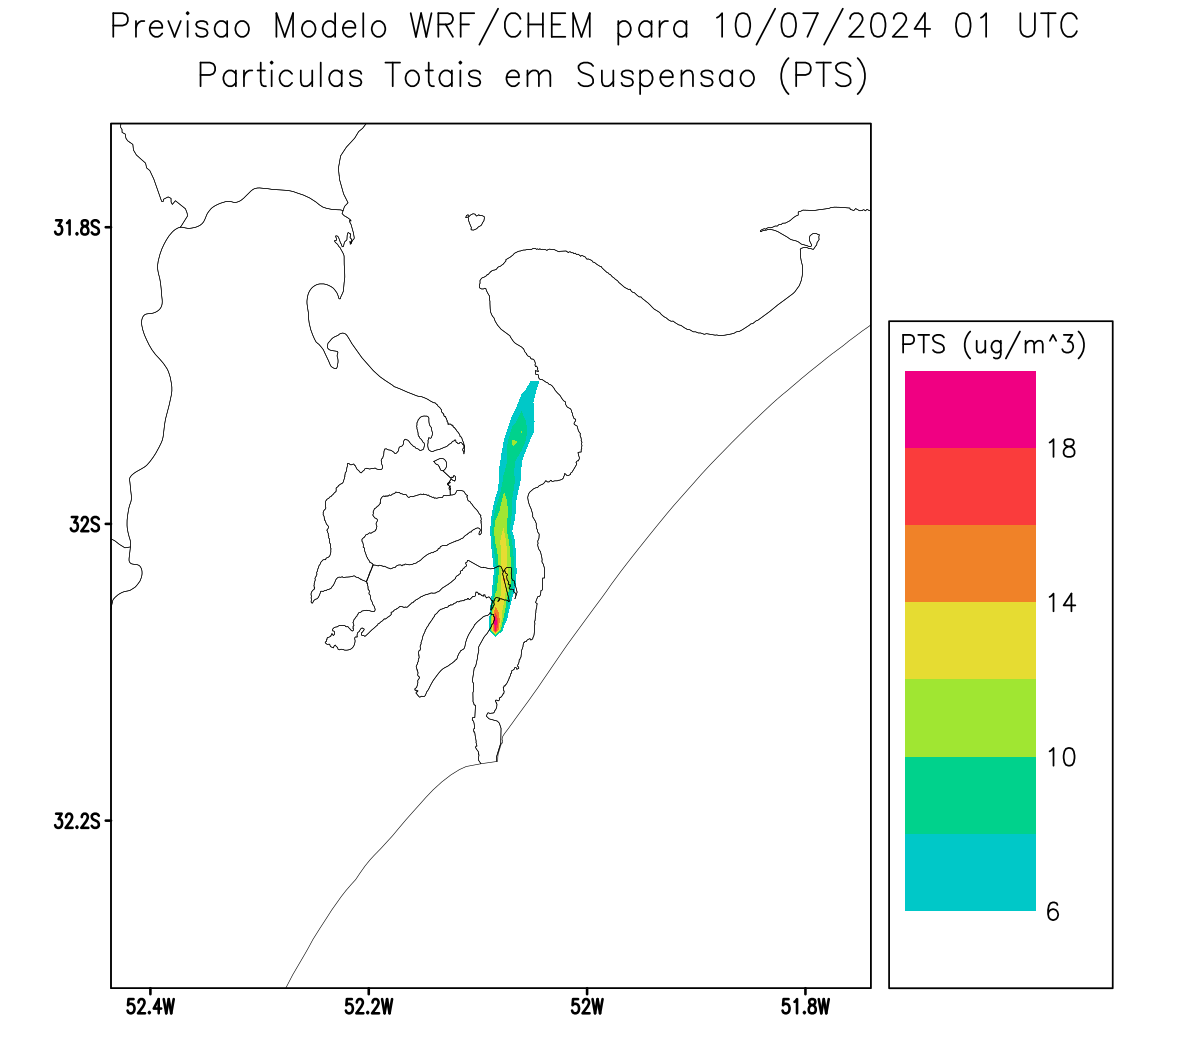 Previsao Modelo WRF/CHEM para 10/07/2024 01 UTC
Particulas Totais em Suspensao (PTS)
31.8S
32S
32.2S
52.4W
52.2W
52W
51.8W
PTS (ug/m^3)
18
14
10
6